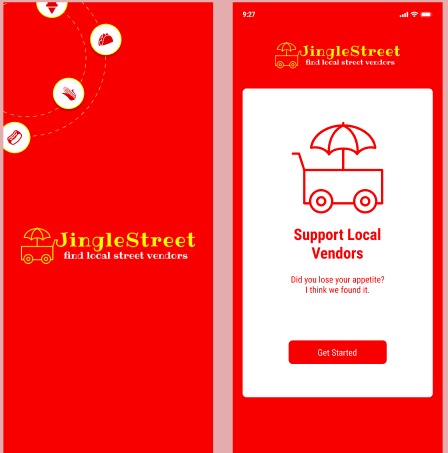 JingleStreet
find local street vendors
9:27
JingleStreet
find local street vendors
Support Local
Vendors
Did you lose your appetite?
I think we found it.
Get Started